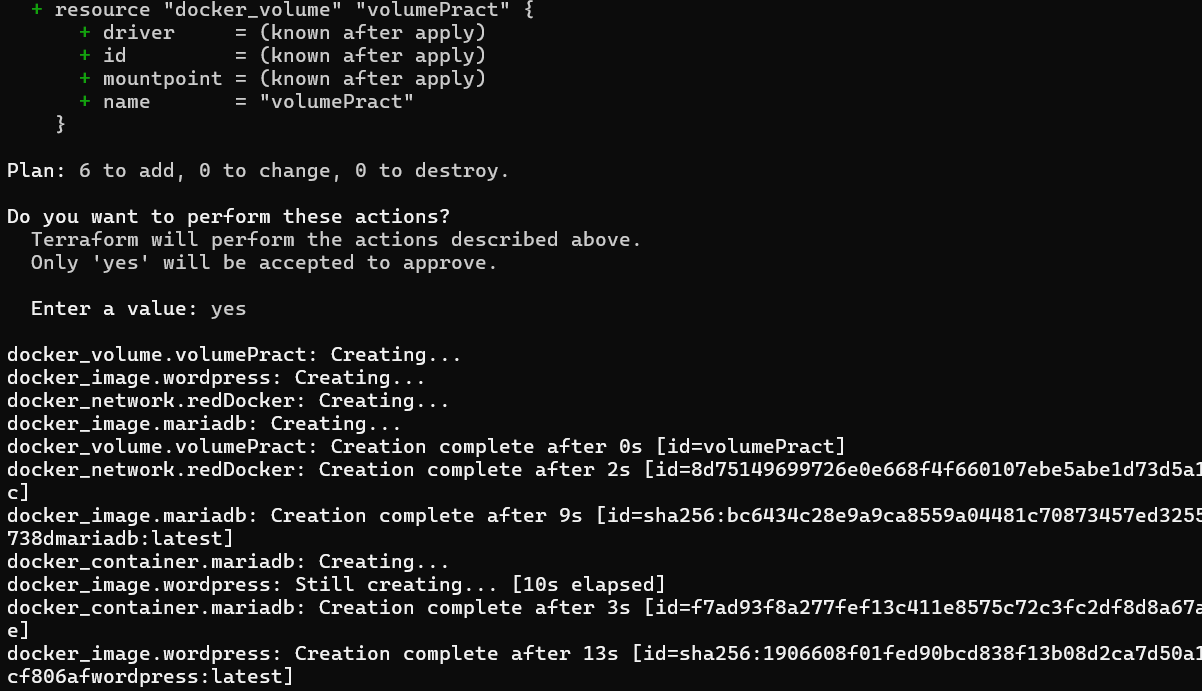 + resource "docker_volume" "volumePract" {
+ driver = (known after apply)
+ id = (known after apply)
+ mountpoint = (known after apply)
+ name = "volumePract"
}
Plan: 6 to add, 0 to change, 0 to destroy.
Do you want to perform these actions?
Terraform will perform the actions described above.
Only 'yes' will be accepted to approve.
Enter a value: yes
docker_volume.volumePract: Creating...
docker_image.wordpress: Creating...
docker_network.redDocker: Creating...
docker_image.mariadb: Creating...
docker_volume.volumePract: Creation complete after 0s [id=volumePract]
docker_network.redDocker: Creation complete after 2s [id=8d75149699726e0e668f4f660107ebe5abe1d73d5a1
c]
docker_image.mariadb: Creation complete after 9s [id=sha256:bc6434c28e9a9ca8559a04481c70873457ed3255
738dmariadb:latest]
docker_container.mariadb: Creating...
docker_image.wordpress: Still creating... [10s elapsed]
docker_container.mariadb: Creation complete after 3s [id=f7ad93f8a277fef13c411e8575c72c3fc2df8d8a67a
e]
docker_image.wordpress: Creation complete after 13s [id=sha256:1906608f01fed90bcd838f13b08d2ca7d50a1
cf806afwordpress:latest]